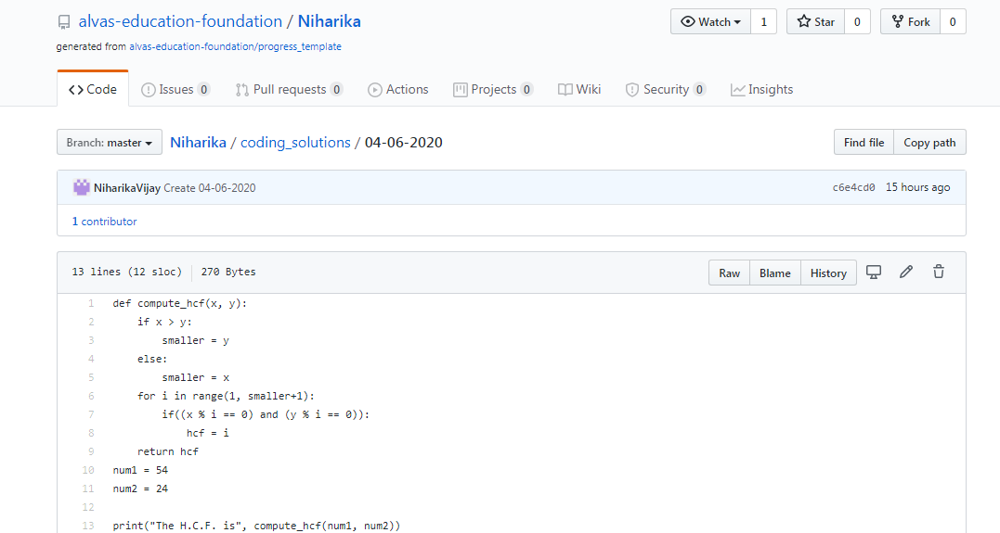 alvas-education-foundation / Niharika
Watch 1 Star 0 Fork 0
generated from alvas-education-foundation/progress_template
<> Code Issues 0 Pull requests 0 Actions Projects 0 Wiki Security 0 Insights
Branch: master Niharika / coding_solutions / 04-06-2020 Find file Copy path
NiharikaVijay Create 04-06-2020 c6e4cd0 15 hours ago
1 contributor
13 lines (12 sloc) 270 Bytes Raw Blame History
1 def compute_hcf(x, y):
2 if x > y:
3 smaller = y
4 else:
5 smaller = x
6 for i in range(1, smaller+1):
7 if((x % i == 0) and (y % i == 0)):
8 hcf = i
9 return hcf
10 num1 = 54
11 num2 = 24
12
13 print("The H.C.F. is", compute_hcf(num1, num2))